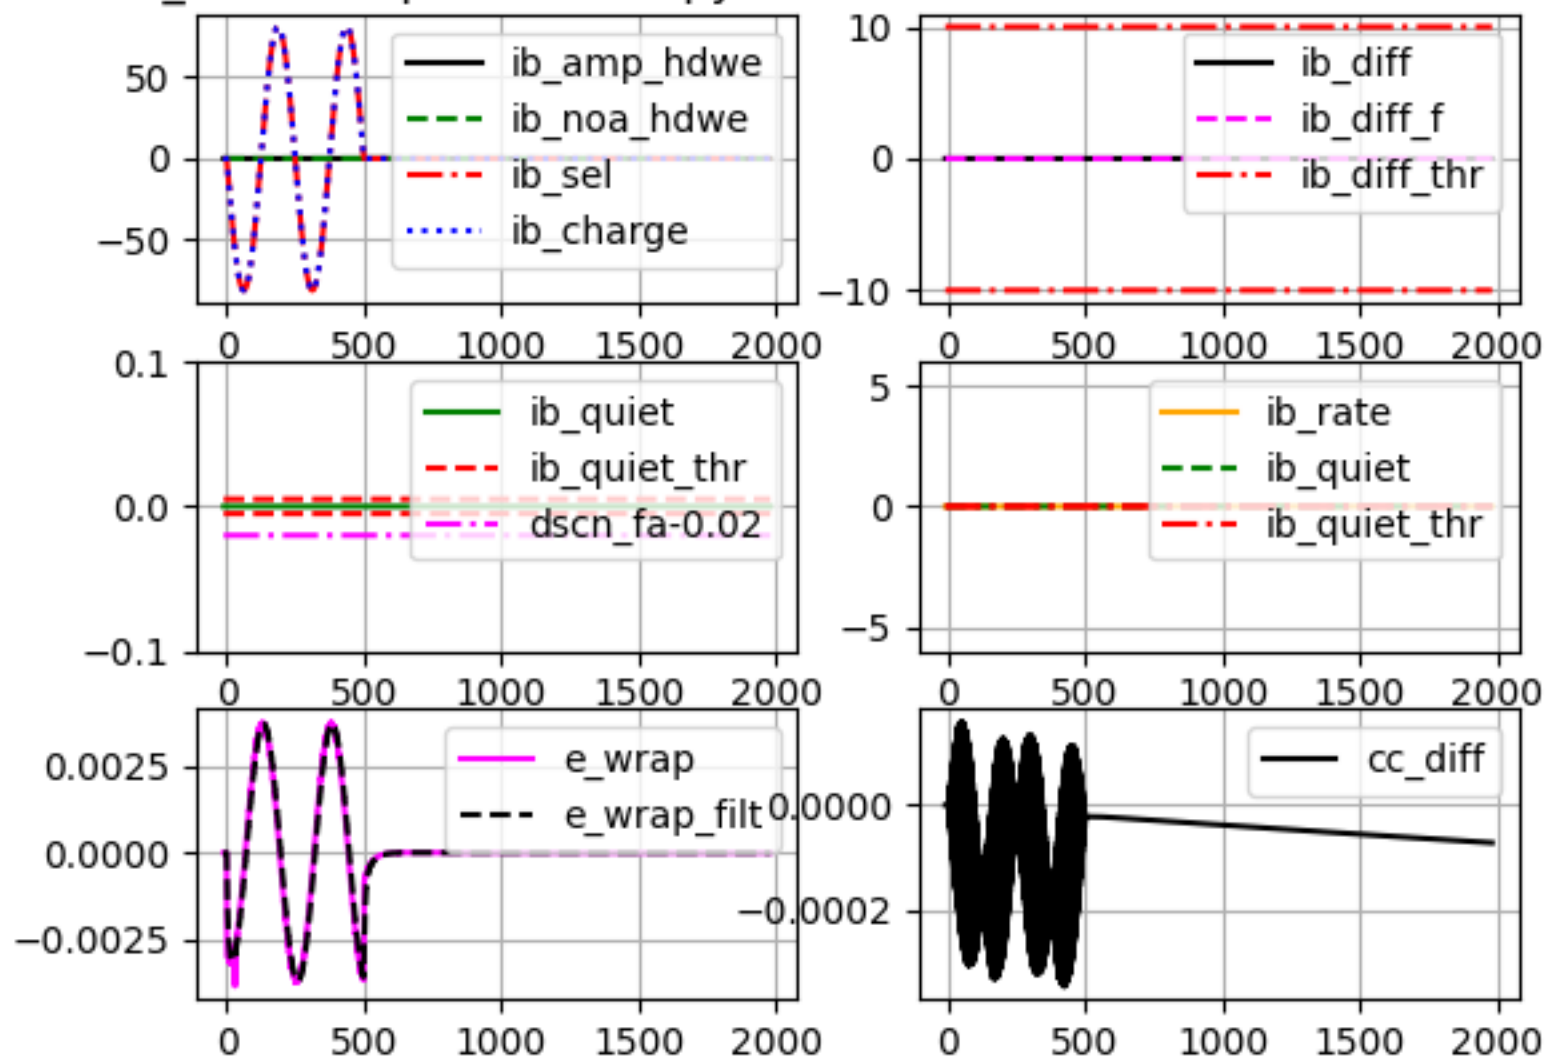 50
0
−50
ib_amp_hdwe
ib_noa_hdwe
ib_sel
ib_charge
0 500 1000 1500 2000
10
0
−10
ib_diff
ib_diff_f
ib_diff_thr
0 500 1000 1500 2000
0.1
0.0
−0.1
ib_quiet
ib_quiet_thr
dscn_fa-0.02
0 500 1000 1500 2000
5
0
−5
ib_rate
ib_quiet
ib_quiet_thr
0 500 1000 1500 2000
0.0025
0.0000
−0.0025
e_wrap
e_wrap_filt
0 500 1000 1500 2000
0.0000
−0.0002
cc_diff
0 500 1000 1500 2000